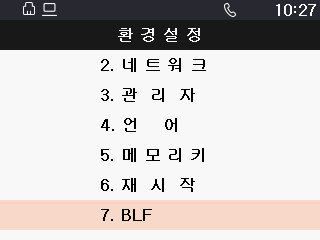 10:27
환 경 설 정
2. 네 트 워 크
3. 관 리 자
4. 언 어
5. 메 모 리 키
6. 재 시 작
7. BLF